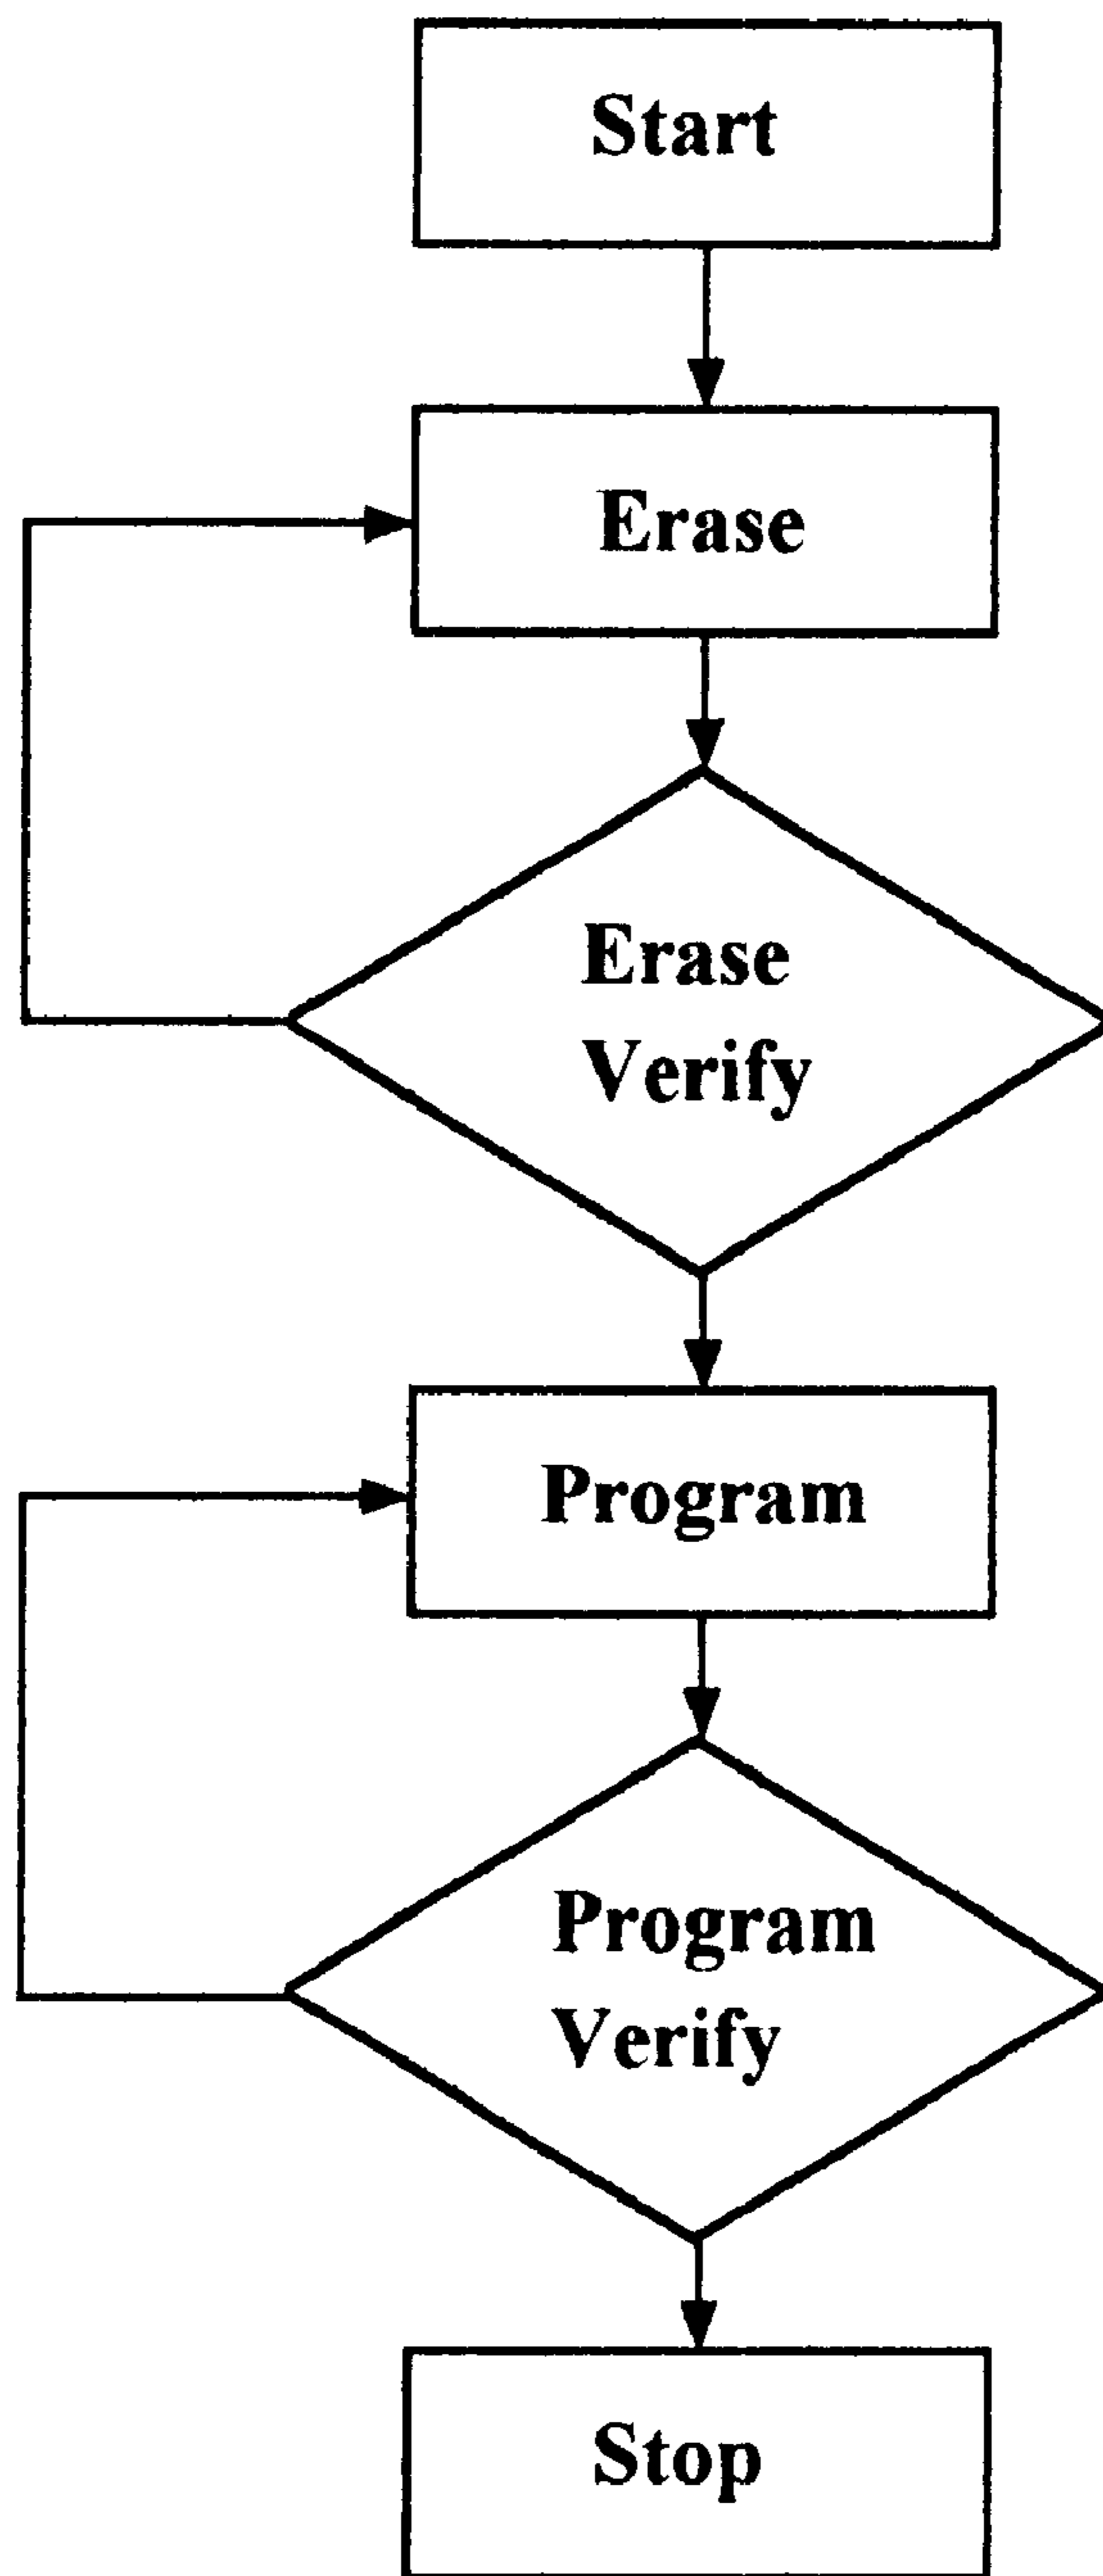 Start
Erase
Erase
Verify
Program
Program
Verify
Stop